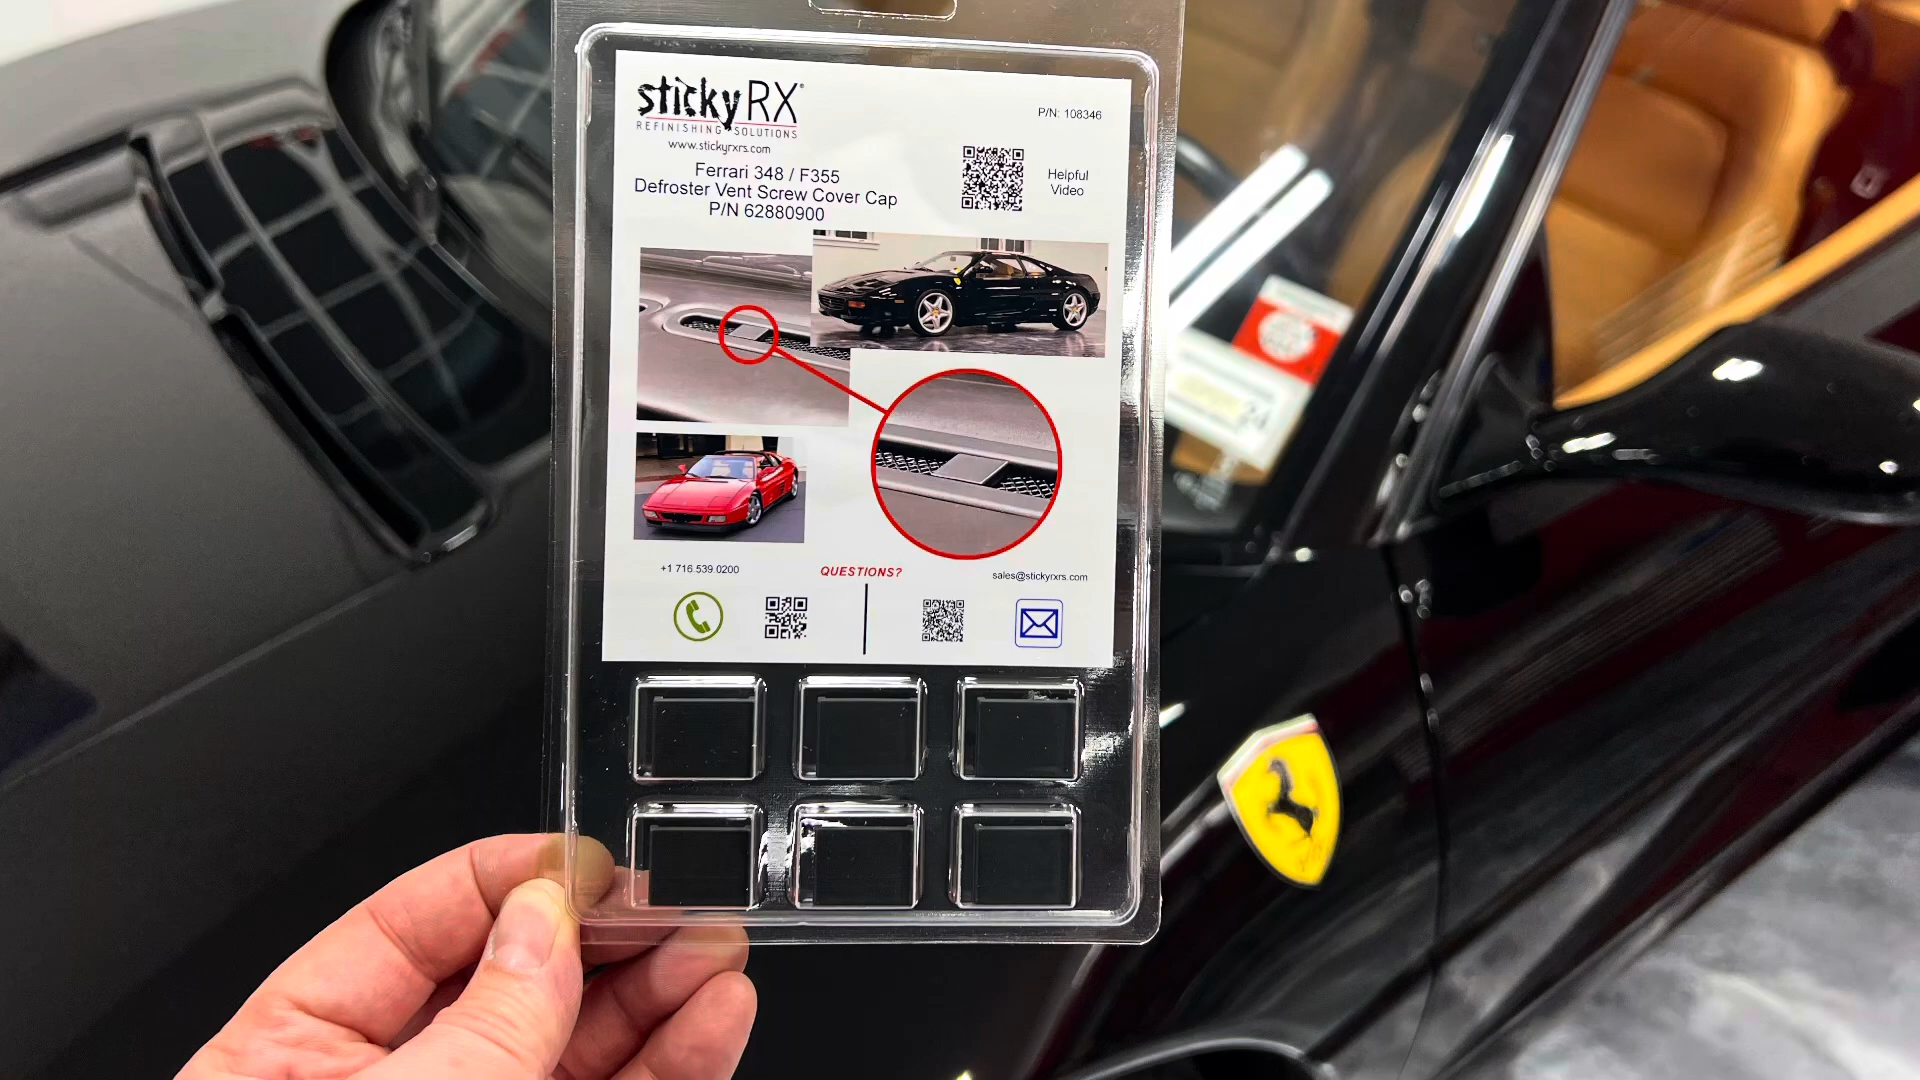 stickyRX®
REFINISHING SOLUTIONS
www.stickyrxrs.com
P/N: 108346
Ferrari 348 / F355
Defroster Vent Screw Cover Cap
P/N 62880900
Helpful
Video
+1 716.539.0200
QUESTIONS?
sales@stickyrxrs.com
24